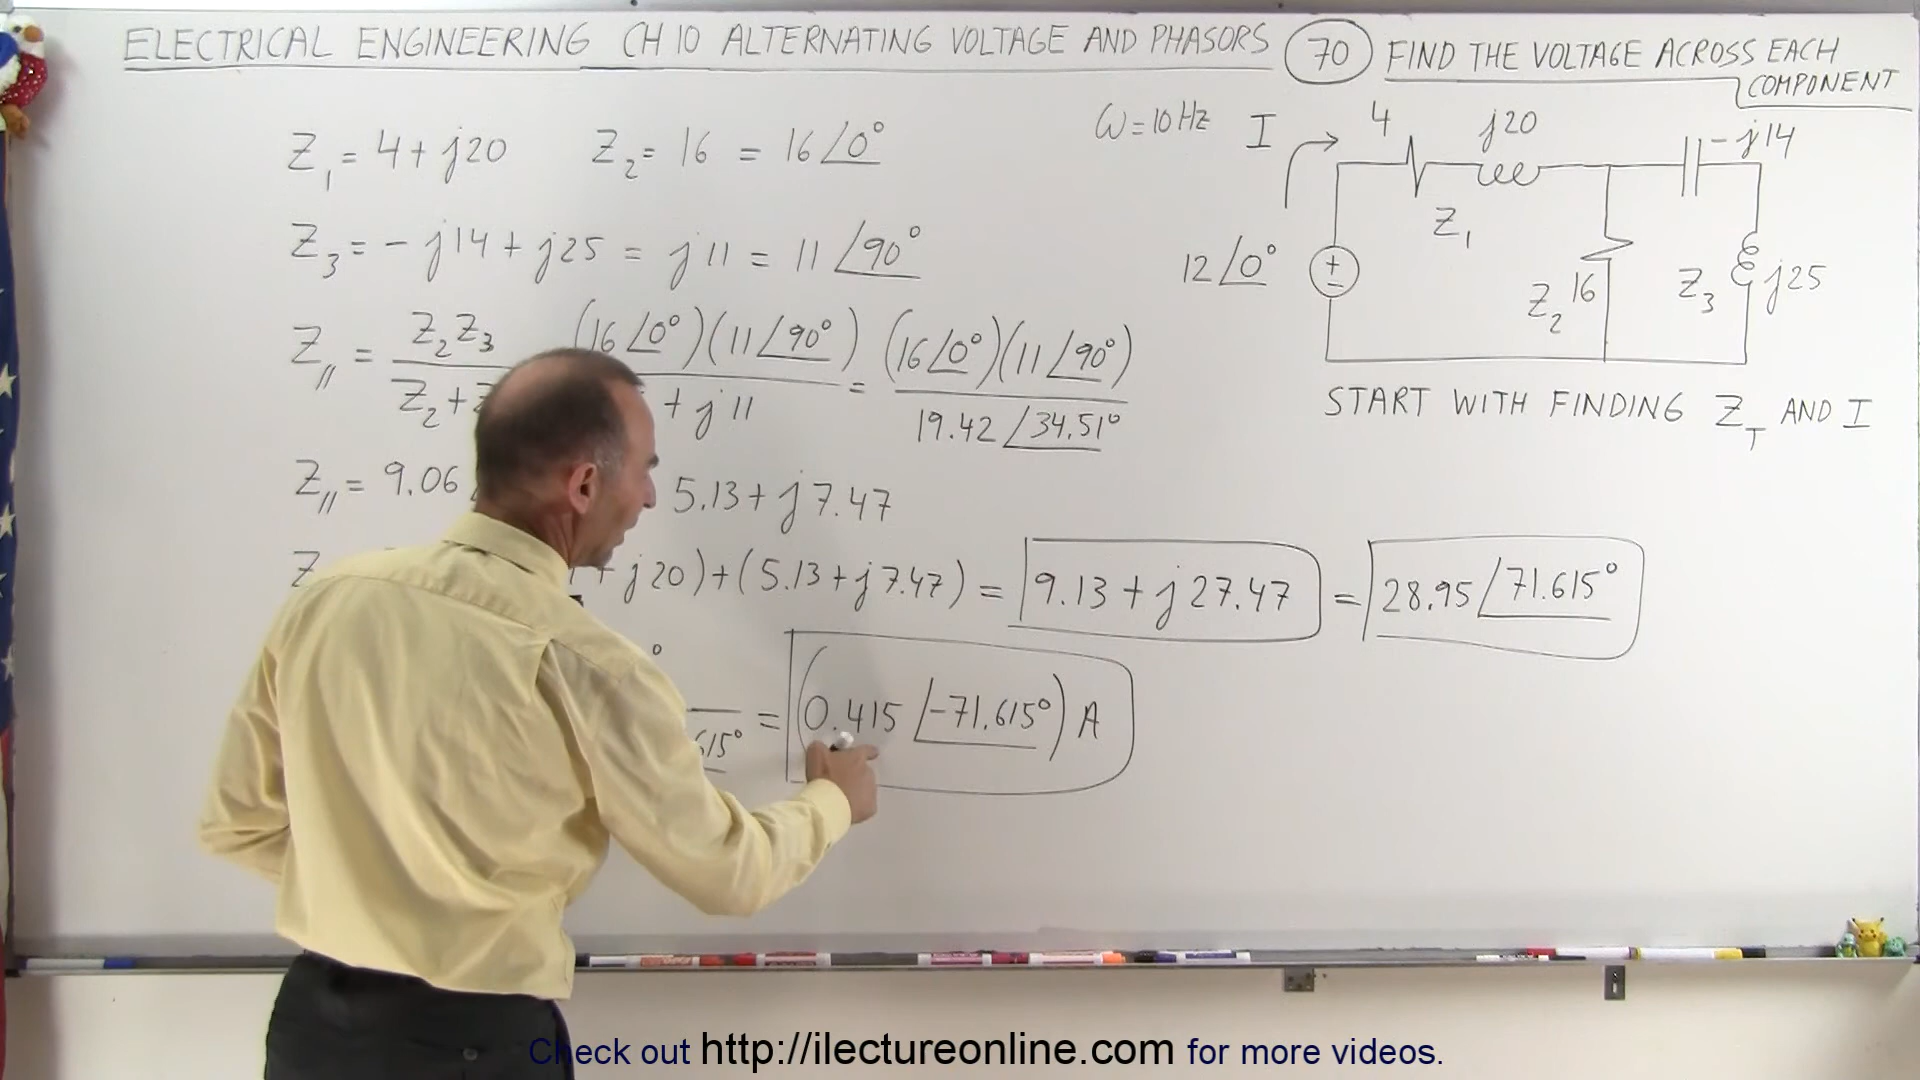 ELECTRICAL ENGINEERING CH 10 ALTERNATING VOLTAGE AND PHASORS 70 FIND THE VOLTAGE ACROSS EACH
COMPONENT
Z₁ = 4 + j20 Z₂ = 16 = 16∠0°
Z₃ = -j14 + j25 = j11 = 11∠90°
Z// = Z₂Z₃ (16∠0°)(11∠90°) = (16∠0°)(11∠90°)
Z₂ + + j11 19.42∠34.51°
Z// = 9.06 5.13 + j7.47
Z + j20) + (5.13 + j7.47) = 9.13 + j27.47 = 28.95∠71.615°
° = (0.415∠-71.615°) A
615°
ω = 10 Hz I 4 j20 -j14
Z₁
12∠0° + - Z₂ 16 Z₃ j25
START WITH FINDING Z_T AND I
Check out http://ilectureonline.com for more videos.